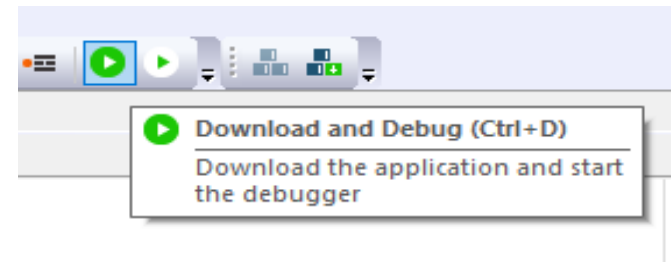 Download and Debug (Ctrl+D)
Download the application and start
the debugger